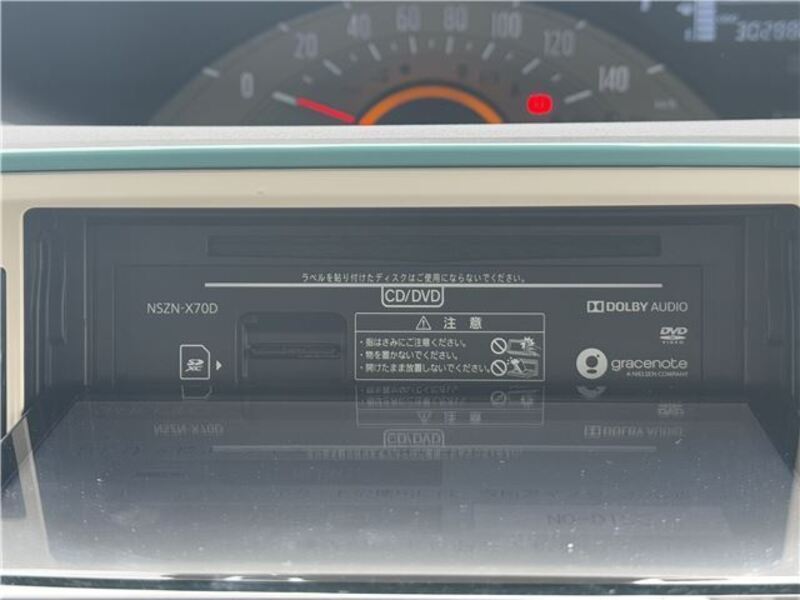 0 20 40 60 80 100 120 140
km/h
ラベルを貼り付けたディスクはご使用にならないでください。
CD/DVD
NSZN-X70D
DOLBY AUDIO
注 意
・指はさみにご注意ください。
・物を置かないでください。
・開けたまま放置しないでください。
DVD
VIDEO
SD
XC
gracenote
A NIELSEN COMPANY